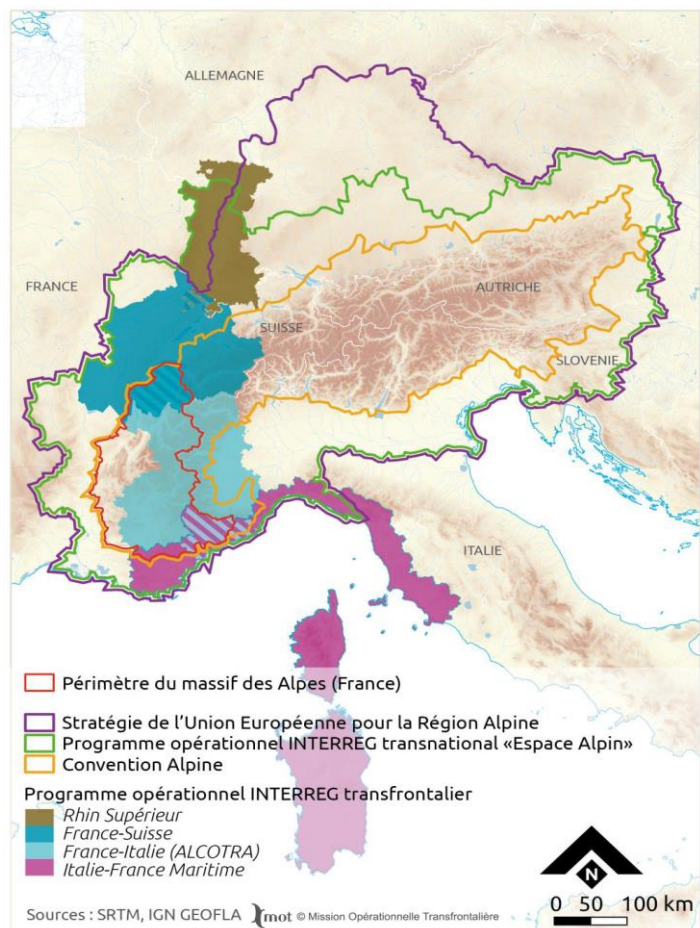 ALLEMAGNE
FRANCE
AUTRICHE
SUISSE
SLOVENIE
ITALIE
Périmètre du massif des Alpes (France)
Stratégie de l'Union Européenne pour la Région Alpine
Programme opérationnel INTERREG transnational «Espace Alpin»
Convention Alpine
Programme opérationnel INTERREG transfrontalier
Rhin Supérieur
France-Suisse
France-Italie (ALCOTRA)
Italie-France Maritime
N
0 50 100 km
Sources : SRTM, IGN GEOFLA mot © Mission Opérationnelle Transfrontalière